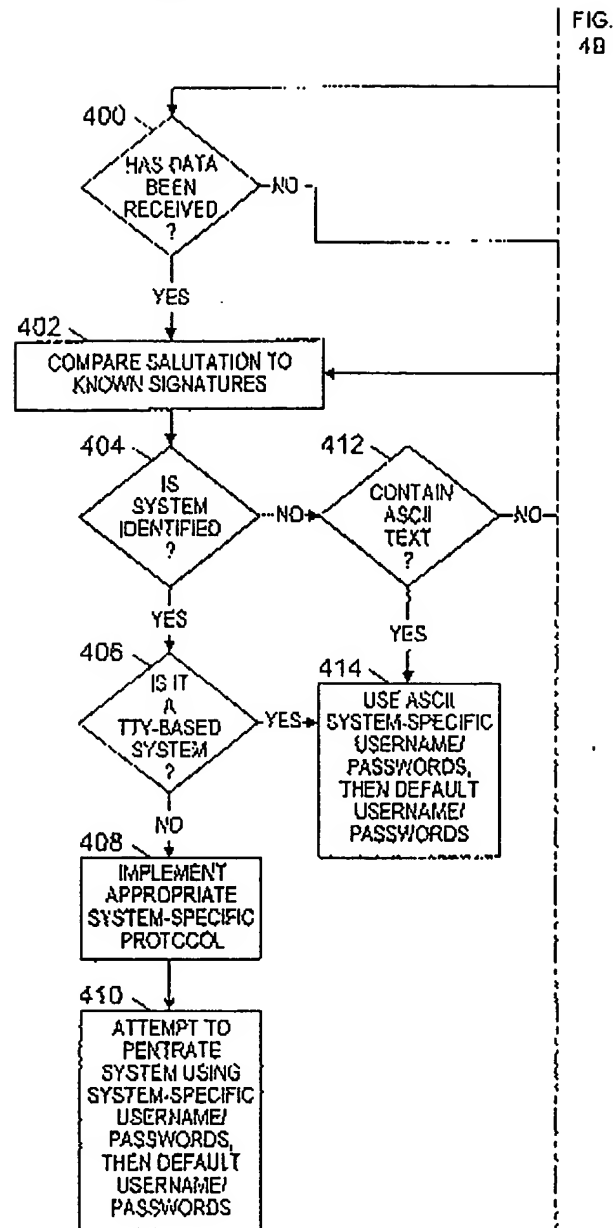 FIG.
4B
400
HAS DATA
BEEN
RECEIVED
?
NO
YES
402
COMPARE SALUTATION TO
KNOWN SIGNATURES
404
IS
SYSTEM
IDENTIFIED
?
NO
412
CONTAIN
ASCII
TEXT
?
NO
YES
YES
406
IS IT
A
TTY-BASED
SYSTEM
?
YES
414
USE ASCII
SYSTEM-SPECIFIC
USERNAME/
PASSWORDS,
THEN DEFAULT
USERNAME/
PASSWORDS
NO
408
IMPLEMENT
APPROPRIATE
SYSTEM-SPECIFIC
PROTOCOL
410
ATTEMPT TO
PENTRATE
SYSTEM USING
SYSTEM-SPECIFIC
USERNAME/
PASSWORDS,
THEN DEFAULT
USERNAME/
PASSWORDS